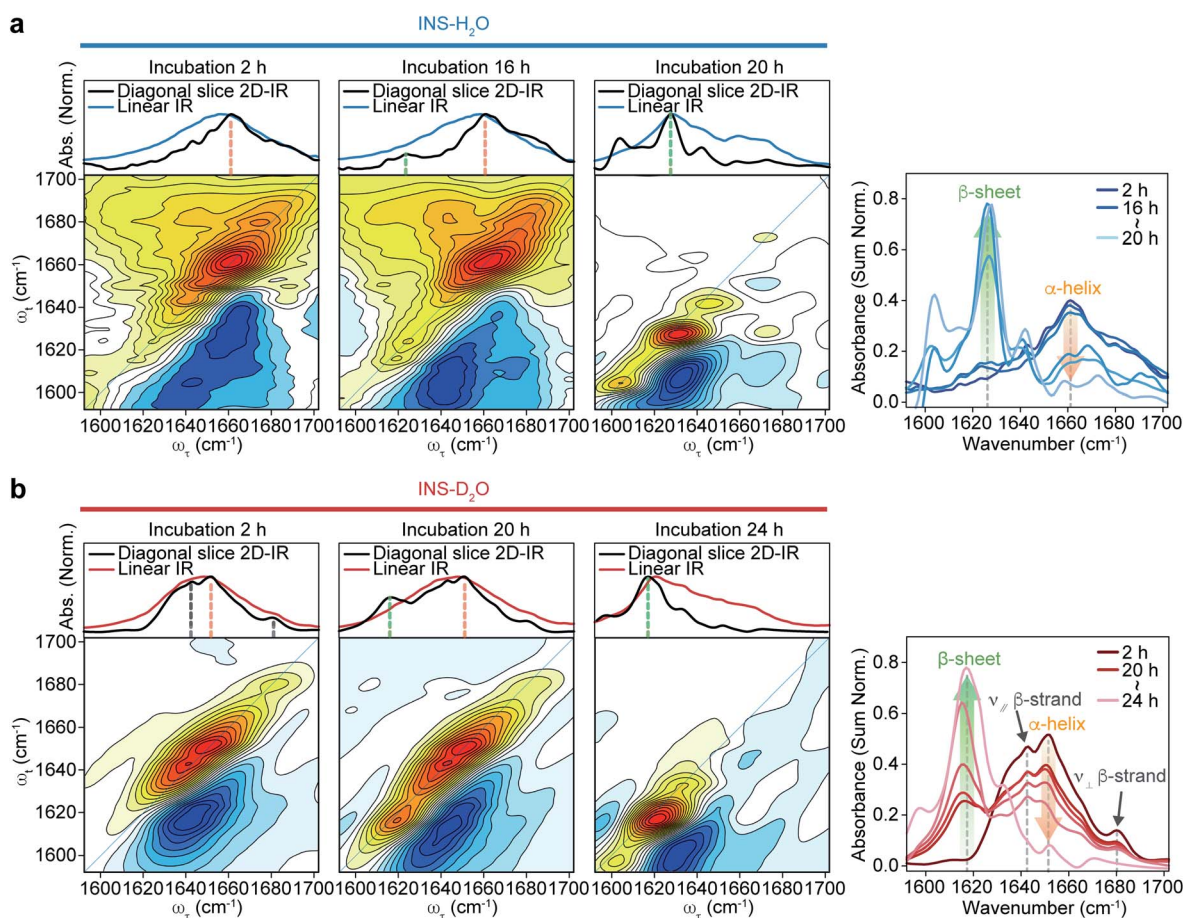 a
INS-H₂O
Incubation 2 h
Incubation 16 h
Incubation 20 h
Abs. (Norm.)
Diagonal slice 2D-IR
Linear IR
Diagonal slice 2D-IR
Linear IR
Diagonal slice 2D-IR
Linear IR
ωt (cm⁻¹)
1700
1680
1660
1640
1620
1600
1600 1620 1640 1660 1680 1700
1600 1620 1640 1660 1680 1700
1600 1620 1640 1660 1680 1700
ωτ (cm⁻¹)
ωτ (cm⁻¹)
ωτ (cm⁻¹)
Absorbance (Sum Norm.)
0.8
0.6
0.4
0.2
0.0
β-sheet
α-helix
2 h
16 h
~
20 h
1600 1620 1640 1660 1680 1700
Wavenumber (cm⁻¹)
b
INS-D₂O
Incubation 2 h
Incubation 20 h
Incubation 24 h
Abs. (Norm.)
Diagonal slice 2D-IR
Linear IR
Diagonal slice 2D-IR
Linear IR
Diagonal slice 2D-IR
Linear IR
ωt (cm⁻¹)
1700
1680
1660
1640
1620
1600
1600 1620 1640 1660 1680 1700
1600 1620 1640 1660 1680 1700
1600 1620 1640 1660 1680 1700
ωτ (cm⁻¹)
ωτ (cm⁻¹)
ωτ (cm⁻¹)
Absorbance (Sum Norm.)
0.8
0.6
0.4
0.2
0.0
β-sheet
ν∥ β-strand
α-helix
ν⊥ β-strand
2 h
20 h
~
24 h
1600 1620 1640 1660 1680 1700
Wavenumber (cm⁻¹)